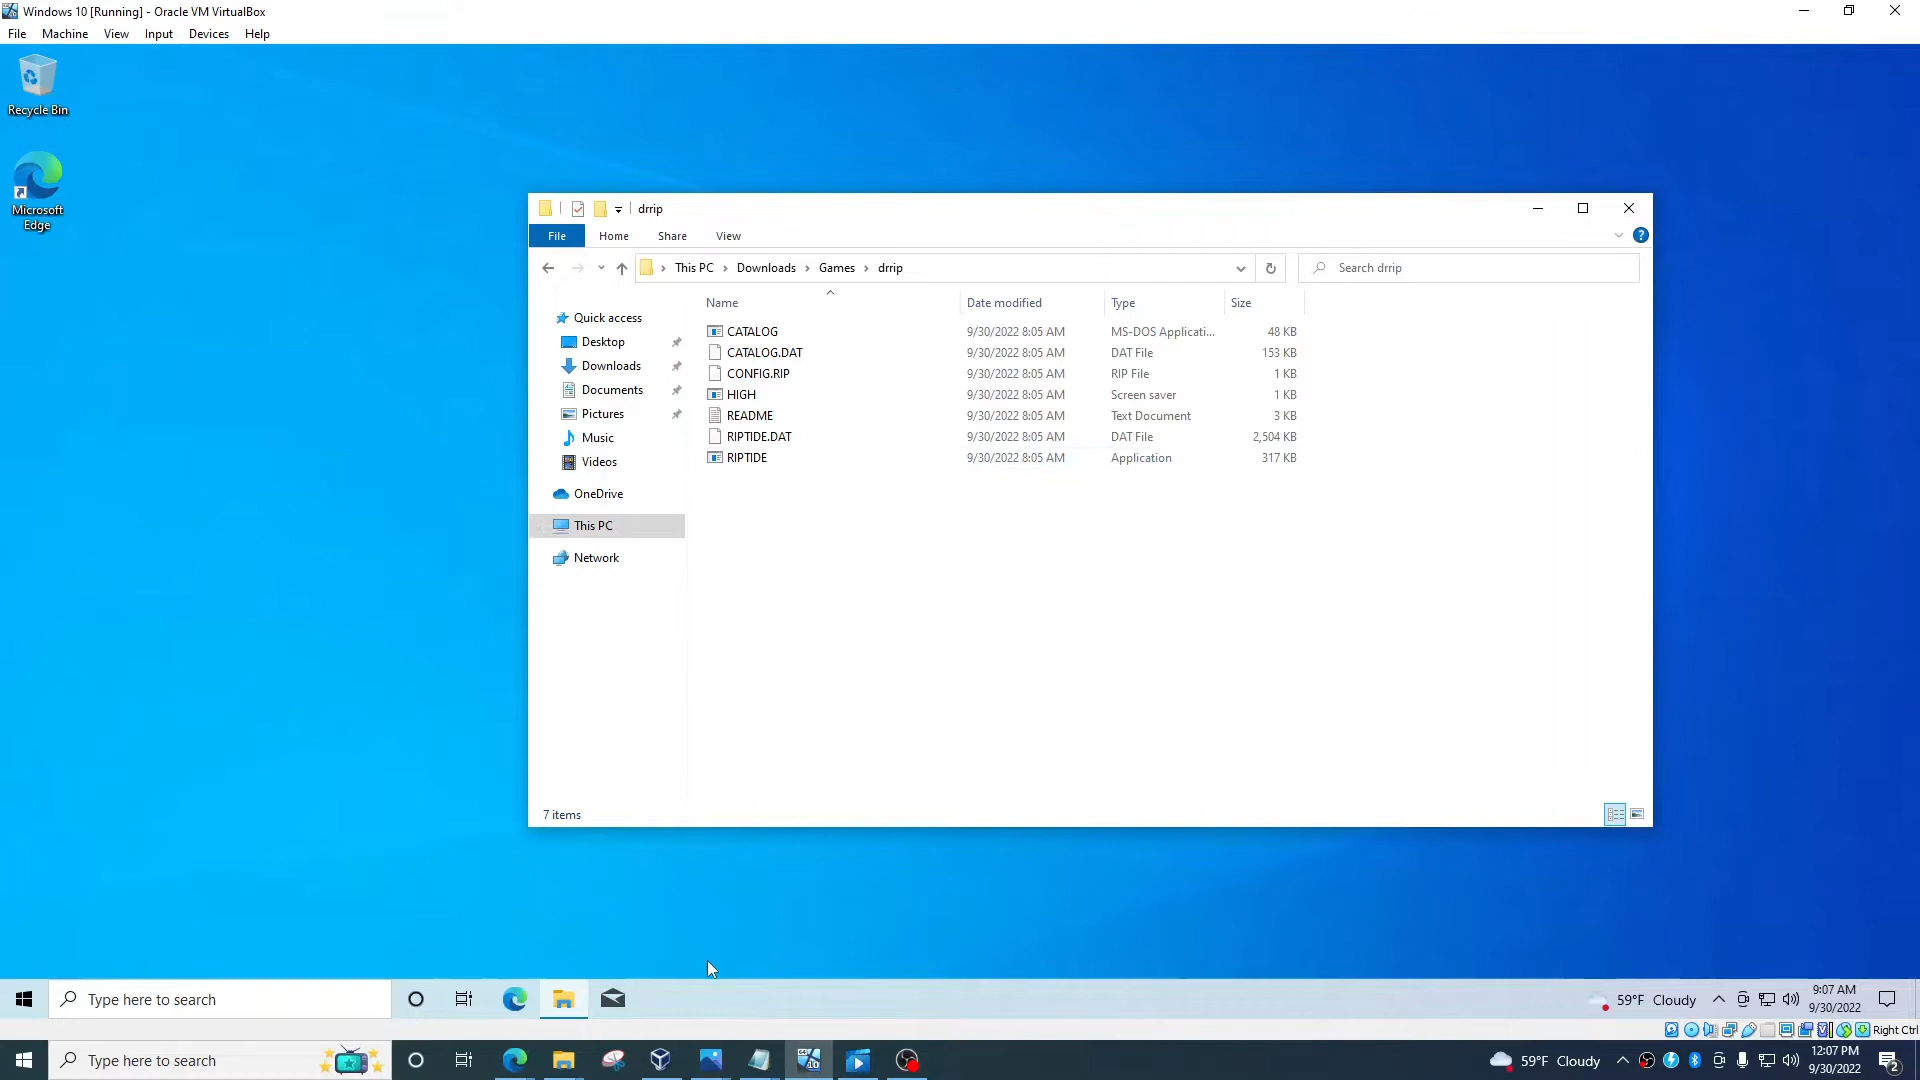 Windows 10 [Running] - Oracle VM VirtualBox
File Machine View Input Devices Help
Recycle Bin
Microsoft
Edge
drrip
File Home Share View
This PC Downloads Games drrip
Search drrip
Name Date modified Type Size
CATALOG 9/30/2022 8:05 AM MS-DOS Applicati... 48 KB
CATALOG.DAT 9/30/2022 8:05 AM DAT File 153 KB
CONFIG.RIP 9/30/2022 8:05 AM RIP File 1 KB
HIGH 9/30/2022 8:05 AM Screen saver 1 KB
README 9/30/2022 8:05 AM Text Document 3 KB
RIPTIDE.DAT 9/30/2022 8:05 AM DAT File 2,504 KB
RIPTIDE 9/30/2022 8:05 AM Application 317 KB
Quick access
Desktop
Downloads
Documents
Pictures
Music
Videos
OneDrive
This PC
Network
7 items
Type here to search
59°F Cloudy
9:07 AM
9/30/2022
Right Ctrl
Type here to search
59°F Cloudy
12:07 PM
9/30/2022
2